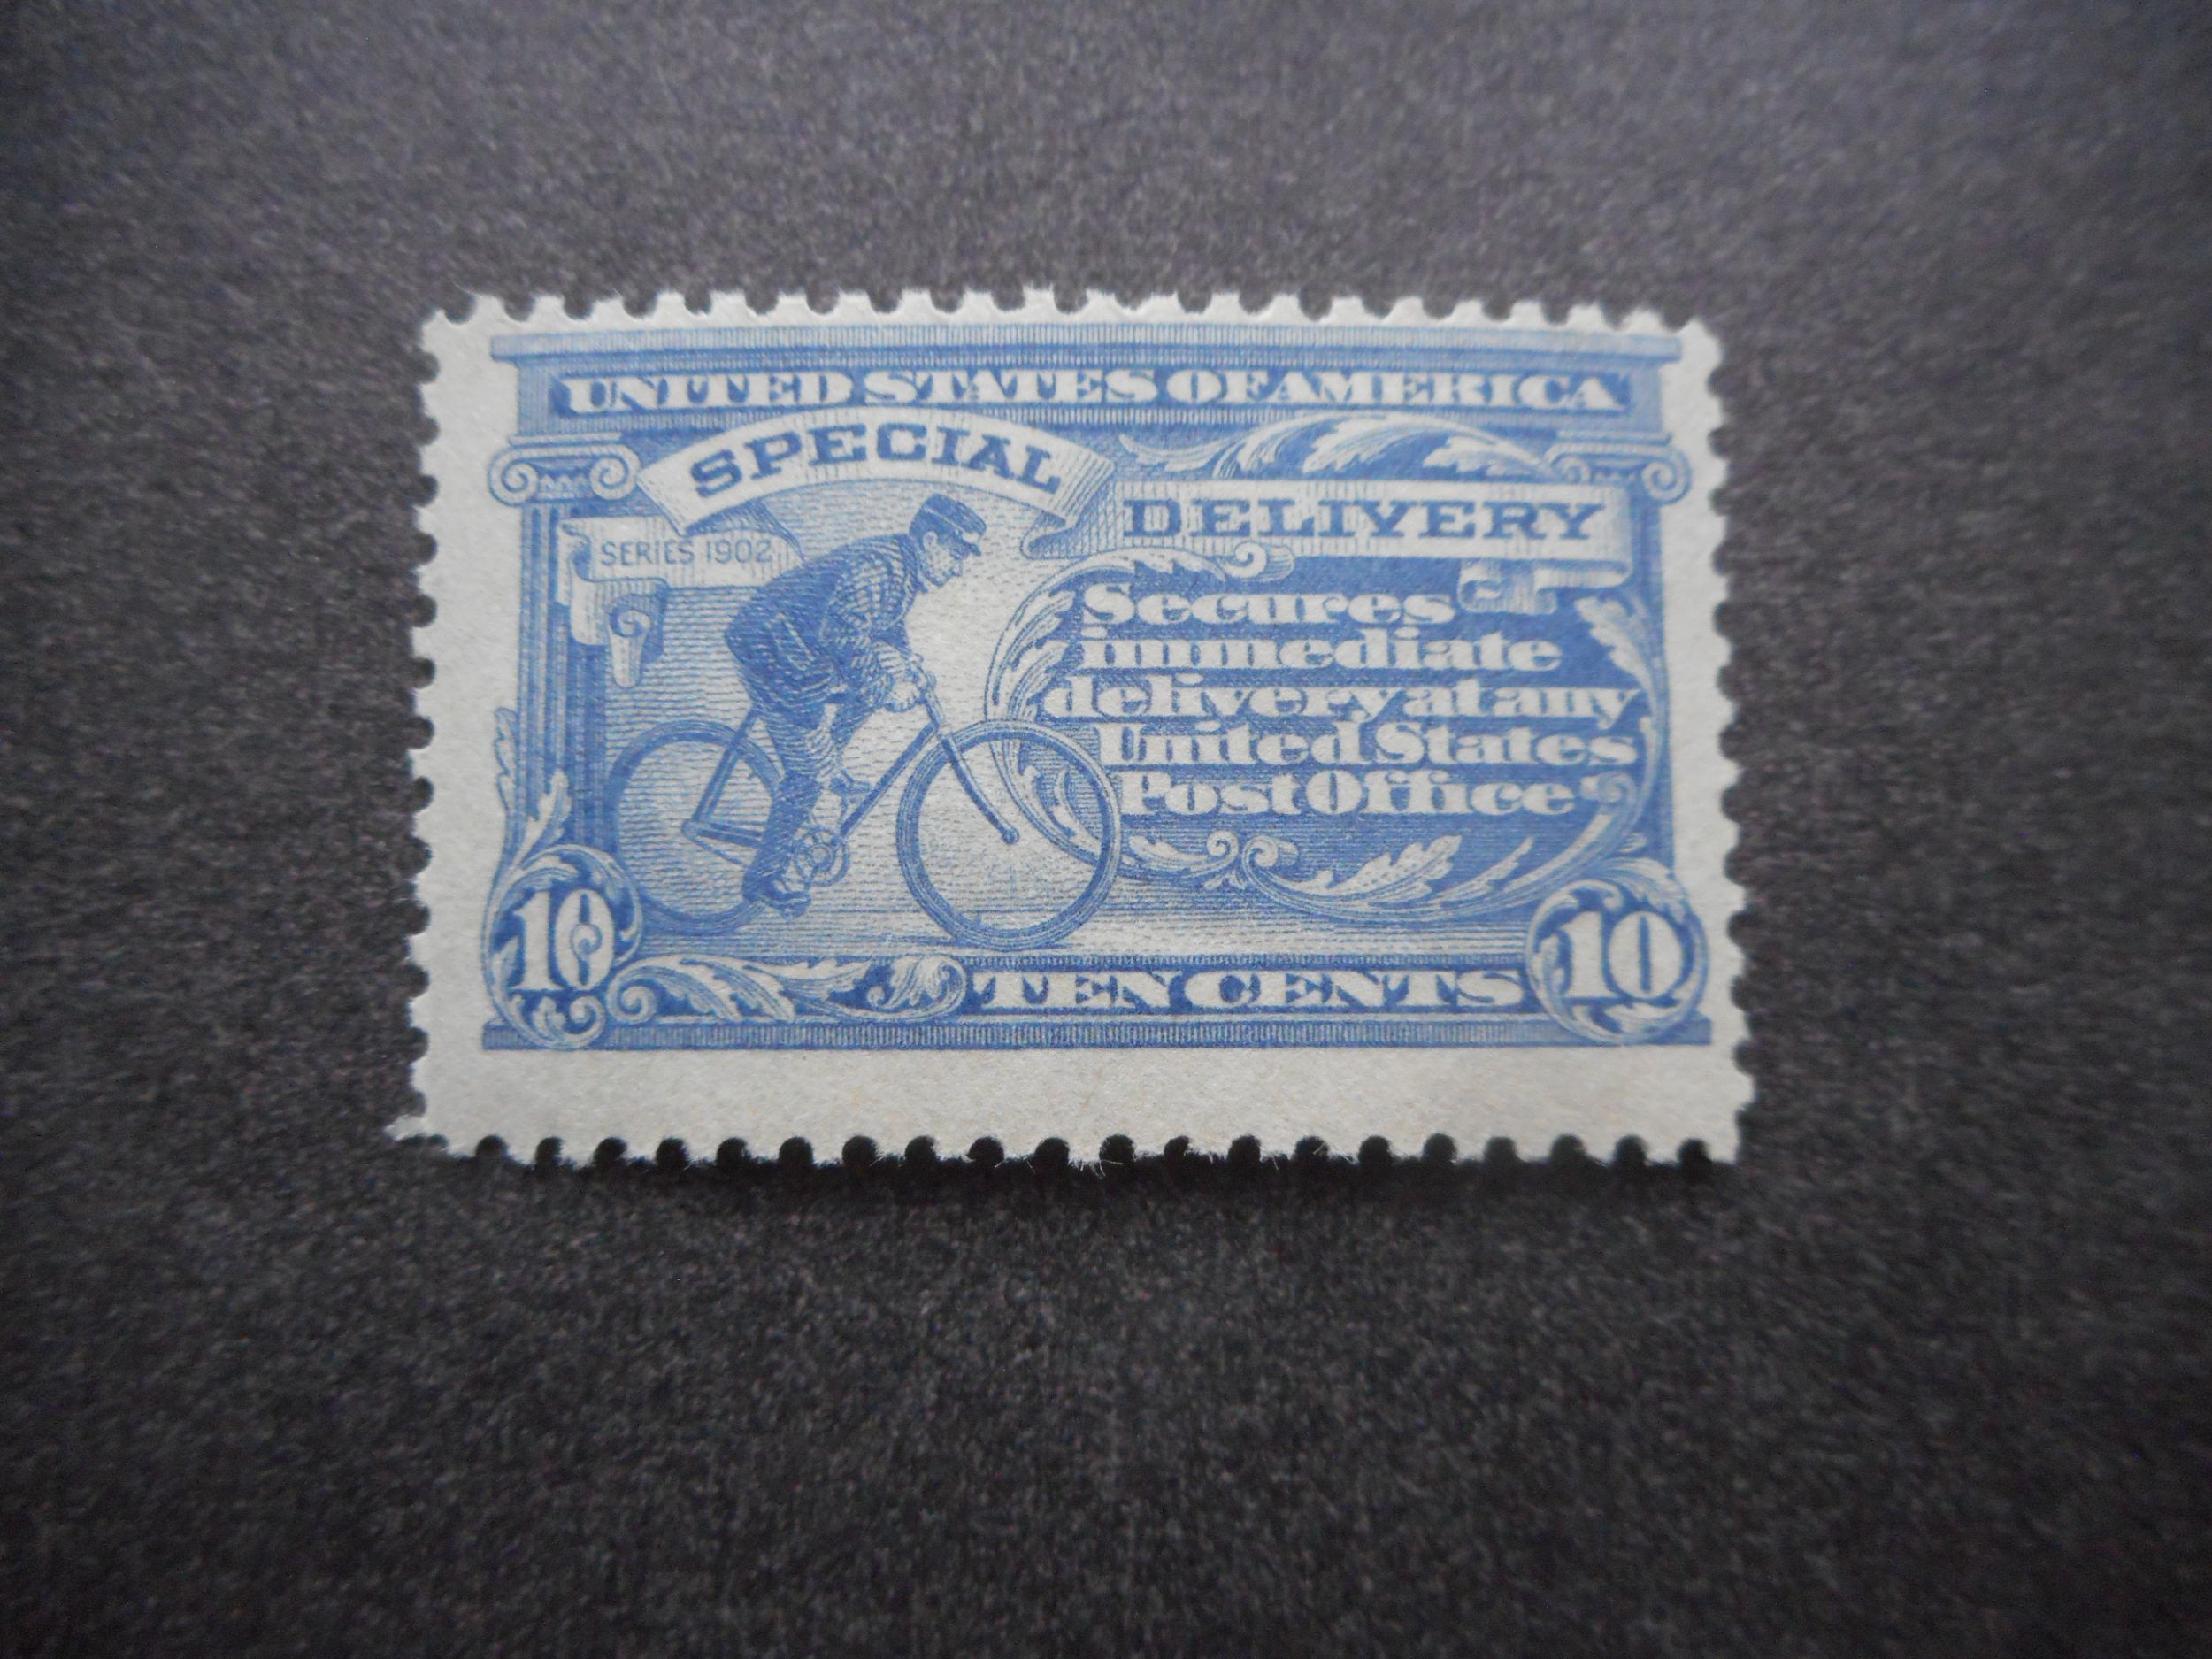 UNITED STATES OF AMERICA
SPECIAL
DELIVERY
SERIES 1902
Secures
immediate
delivery at any
United States
Post Office
10
TEN CENTS
10